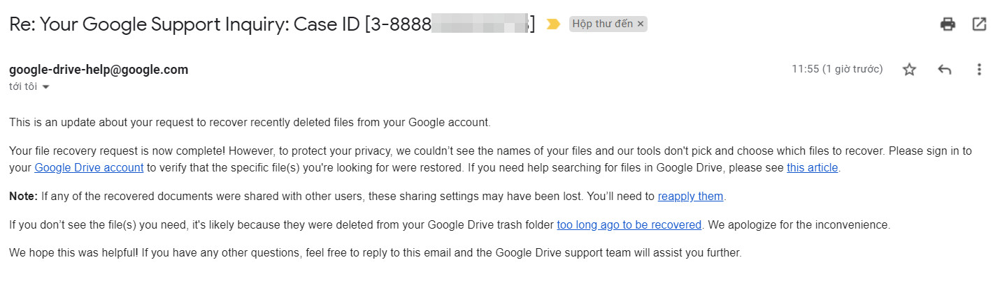 Re: Your Google Support Inquiry: Case ID [3-8888 ]
Hộp thư đến ×
google-drive-help@google.com
11:55 (1 giờ trước)
tới tôi
This is an update about your request to recover recently deleted files from your Google account.
Your file recovery request is now complete! However, to protect your privacy, we couldn’t see the names of your files and our tools don't pick and choose which files to recover. Please sign in to
your Google Drive account to verify that the specific file(s) you're looking for were restored. If you need help searching for files in Google Drive, please see this article.
Note: If any of the recovered documents were shared with other users, these sharing settings may have been lost. You’ll need to reapply them.
If you don’t see the file(s) you need, it's likely because they were deleted from your Google Drive trash folder too long ago to be recovered. We apologize for the inconvenience.
We hope this was helpful! If you have any other questions, feel free to reply to this email and the Google Drive support team will assist you further.